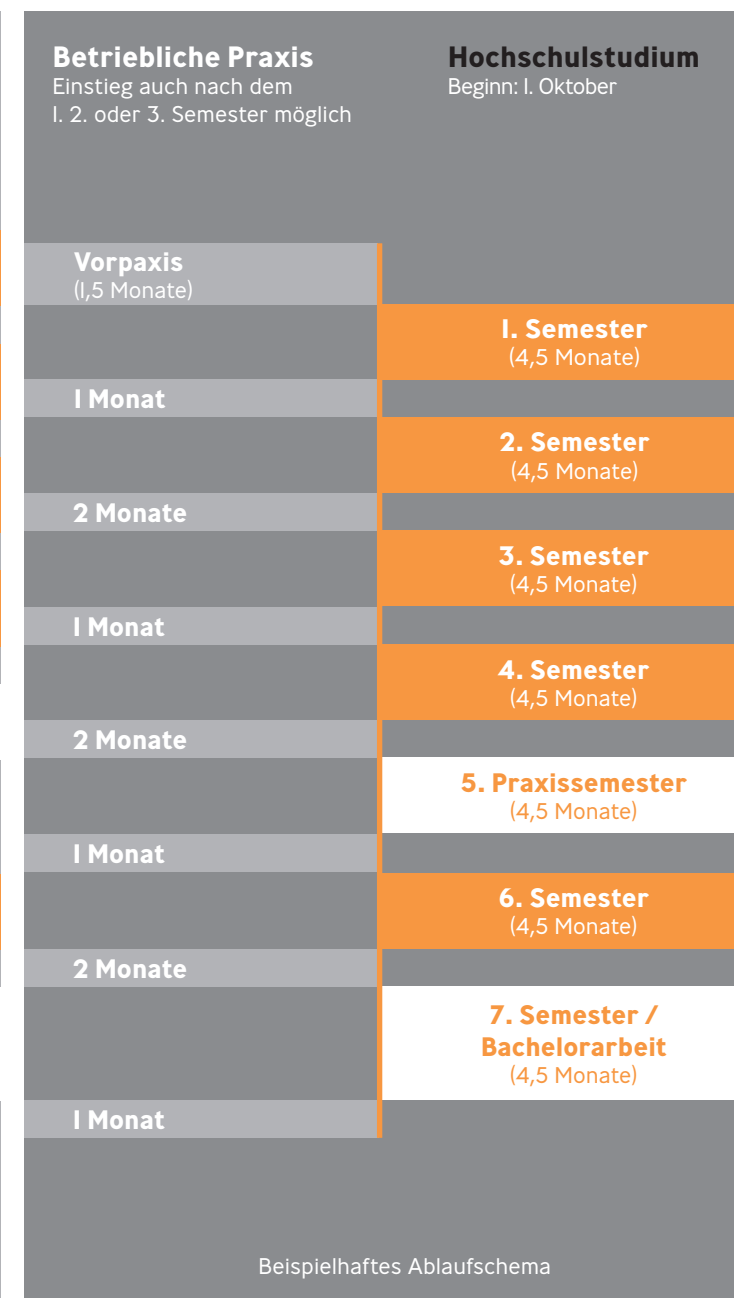 Betriebliche Praxis
Einstieg auch nach dem
1. 2. oder 3. Semester möglich
Hochschulstudium
Beginn: 1. Oktober
Vorpaxis
(1,5 Monate)
1. Semester
(4,5 Monate)
1 Monat
2. Semester
(4,5 Monate)
2 Monate
3. Semester
(4,5 Monate)
1 Monat
4. Semester
(4,5 Monate)
2 Monate
5. Praxissemester
(4,5 Monate)
1 Monat
6. Semester
(4,5 Monate)
2 Monate
7. Semester /
Bachelorarbeit
(4,5 Monate)
1 Monat
Beispielhaftes Ablaufschema